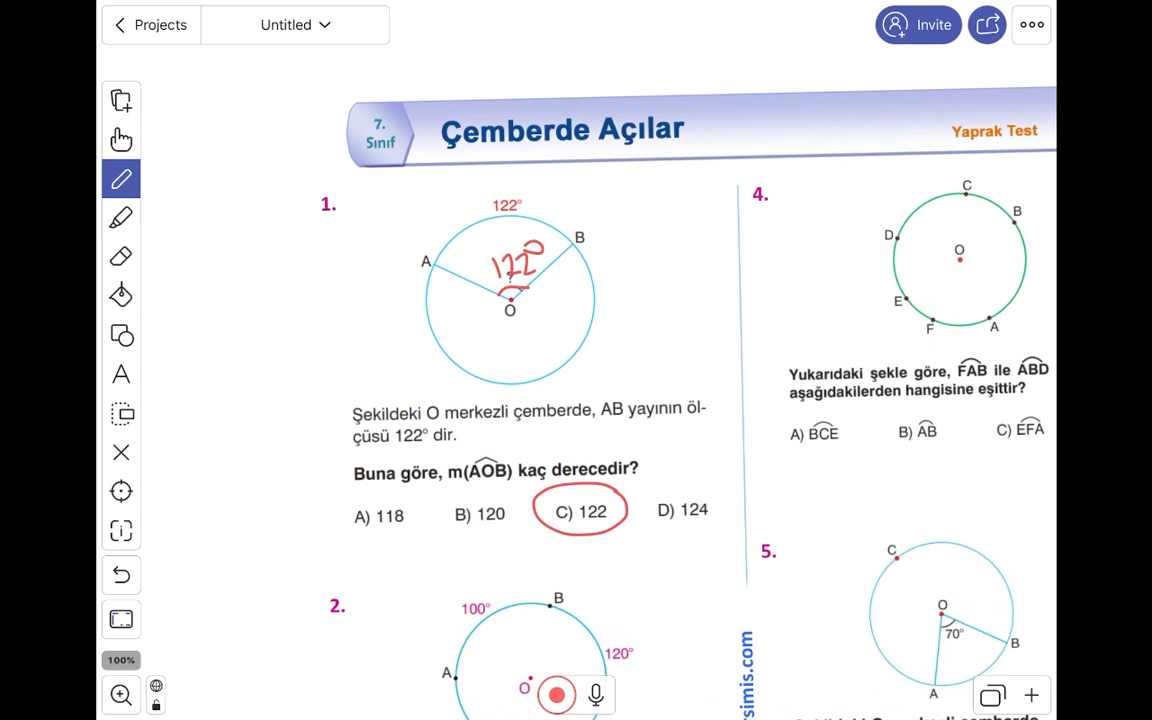 Projects
Untitled
Invite
7.
Sınıf
Çemberde Açılar
Yaprak Test
1.
122°
A
B
122°
?
O
Şekildeki O merkezli çemberde, AB yayının öl-
çüsü 122° dir.
Buna göre, m(AOB) kaç derecedir?
A) 118
B) 120
C) 122
D) 124
2.
100°
B
120°
A
O
4.
C
B
D
O
E
F
A
Yukarıdaki şekle göre, FAB ile ABD
aşağıdakilerden hangisine eşittir?
A) BCE
B) AB
C) EFA
5.
C
O
70°
B
A
simis.com
100%